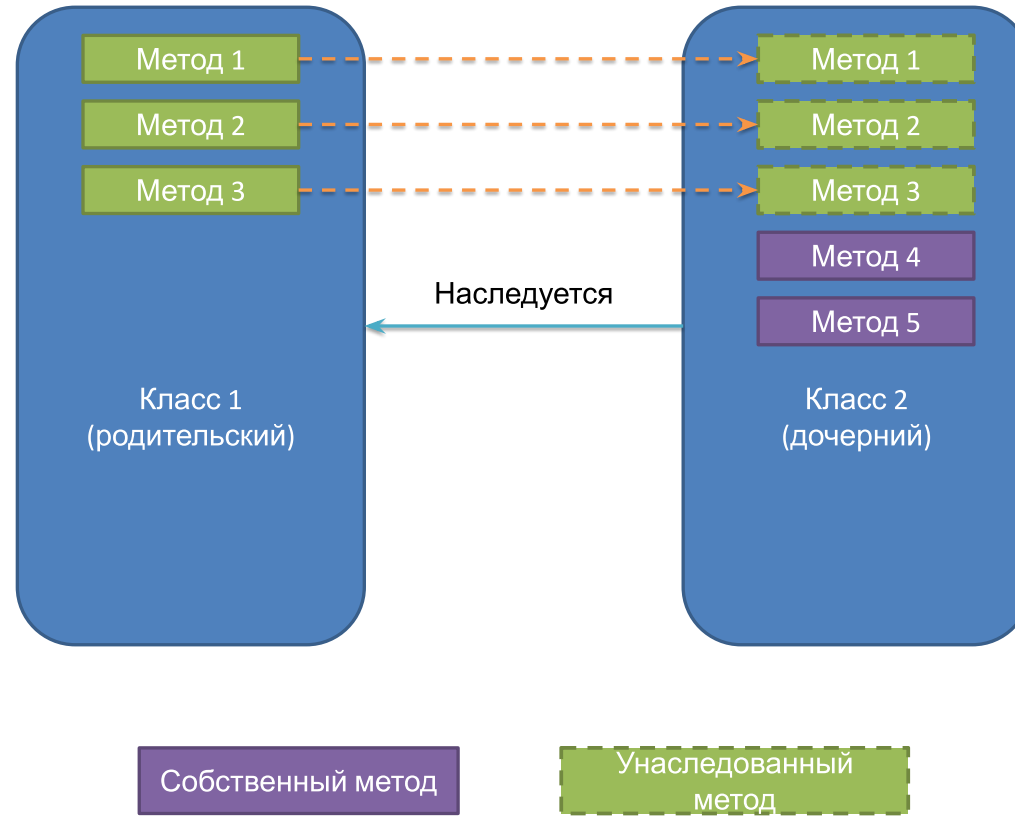 Метод 1
Метод 1
Метод 2
Метод 2
Метод 3
Метод 3
Метод 4
Наследуется
Метод 5
Класс 1
(родительский)
Класс 2
(дочерний)
Собственный метод
Унаследованный
метод